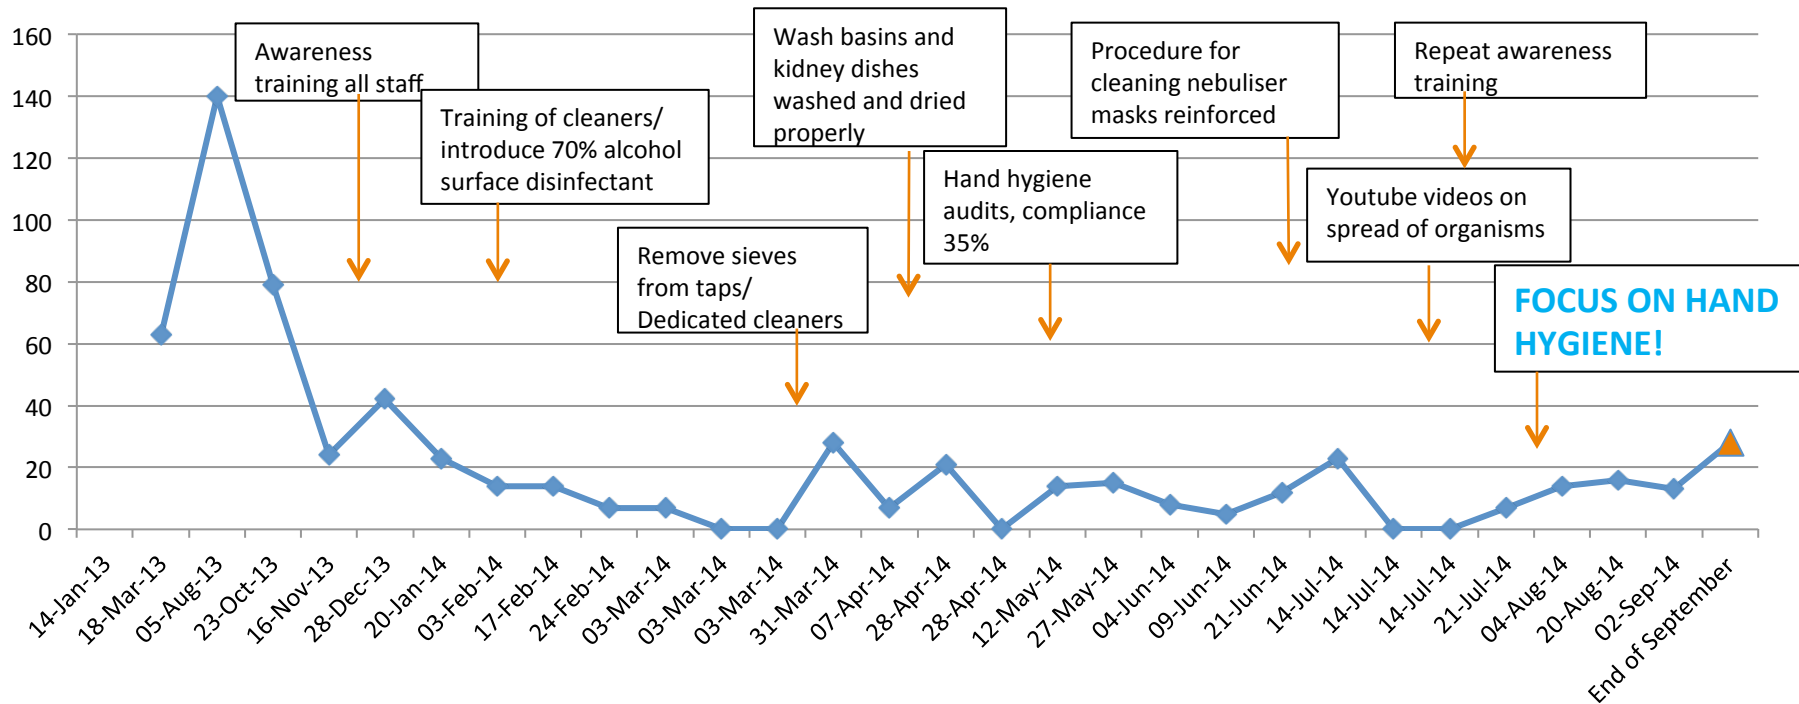 160
140
120
100
80
60
40
20
0
Awareness
training all staff
Training of cleaners/
introduce 70% alcohol
surface disinfectant
Remove sieves
from taps/
Dedicated cleaners
Wash basins and
kidney dishes
washed and dried
properly
Hand hygiene
audits, compliance
35%
Procedure for
cleaning nebuliser
masks reinforced
Repeat awareness
training
Youtube videos on
spread of organisms
FOCUS ON HAND
HYGIENE!
14-Jan-13
18-Mar-13
05-Aug-13
23-Oct-13
16-Nov-13
28-Dec-13
20-Jan-14
03-Feb-14
17-Feb-14
24-Feb-14
03-Mar-14
03-Mar-14
03-Mar-14
31-Mar-14
07-Apr-14
28-Apr-14
28-Apr-14
12-May-14
27-May-14
04-Jun-14
09-Jun-14
21-Jun-14
14-Jul-14
14-Jul-14
14-Jul-14
21-Jul-14
04-Aug-14
20-Aug-14
02-Sep-14
End of September